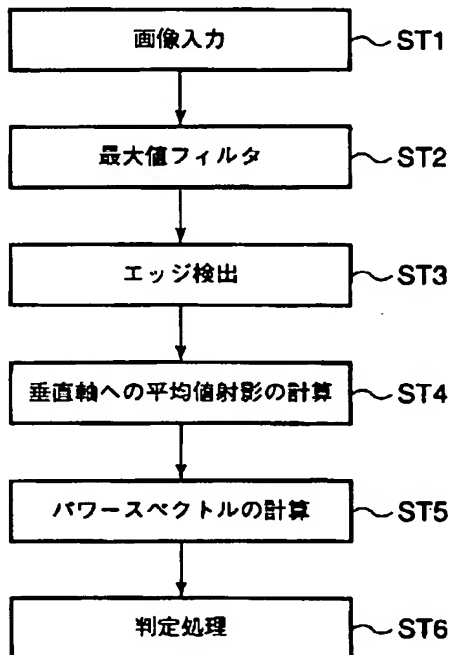 画像入力 ST1
最大値フィルタ ST2
エッジ検出 ST3
垂直軸への平均値射影の計算 ST4
パワースペクトルの計算 ST5
判定処理 ST6